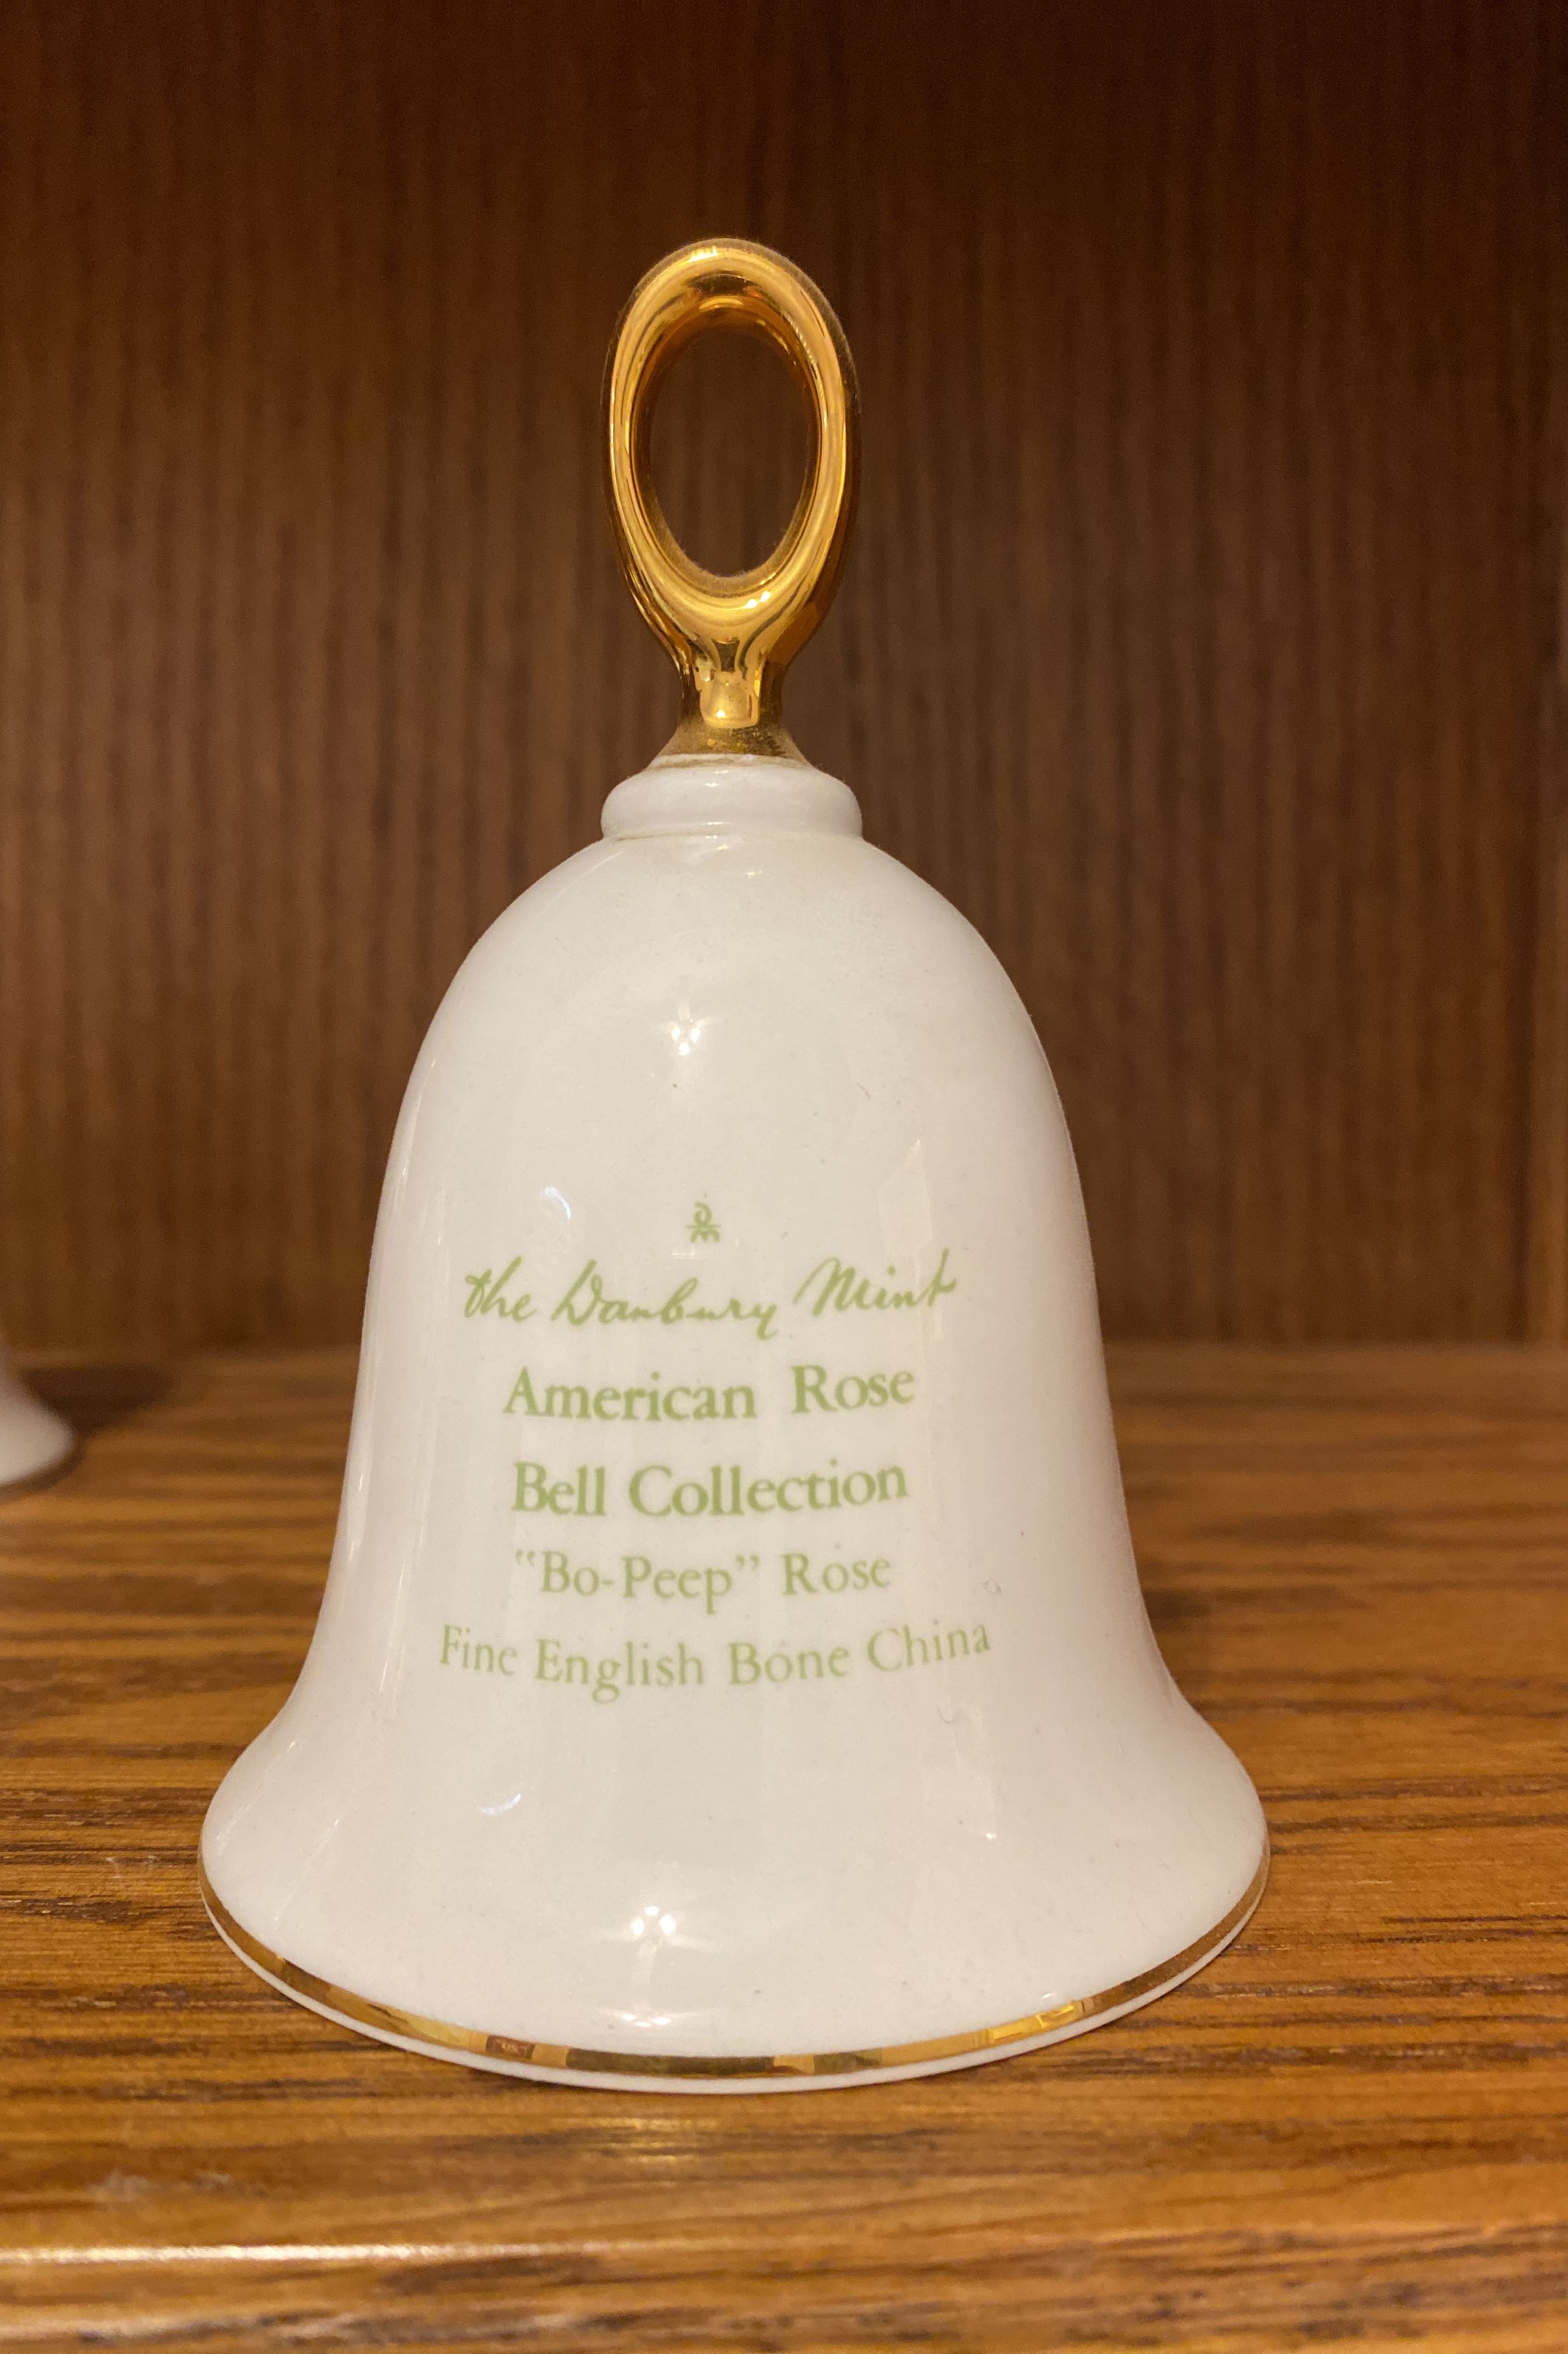 the Danbury Mint
American Rose
Bell Collection
"Bo-Peep" Rose
Fine English Bone China